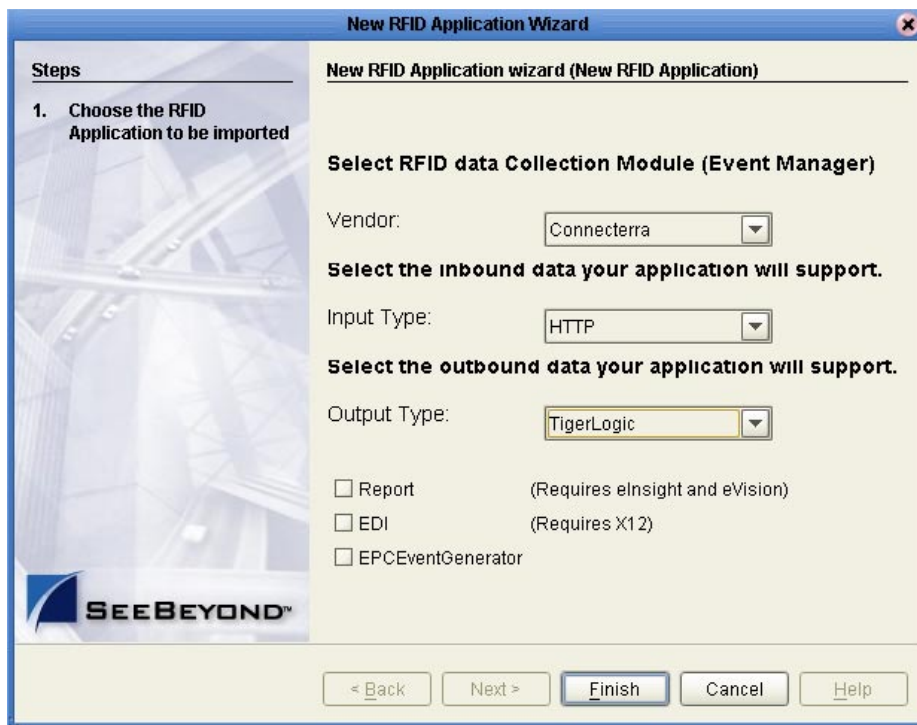 New RFID Application Wizard
Steps
1. Choose the RFID
Application to be imported
New RFID Application wizard (New RFID Application)
Select RFID data Collection Module (Event Manager)
Vendor: Connecterra
Select the inbound data your application will support.
Input Type: HTTP
Select the outbound data your application will support.
Output Type: TigerLogic
Report (Requires eInsight and eVision)
EDI (Requires X12)
EPCEventGenerator
SEEBEYOND™
< Back Next > Finish Cancel Help